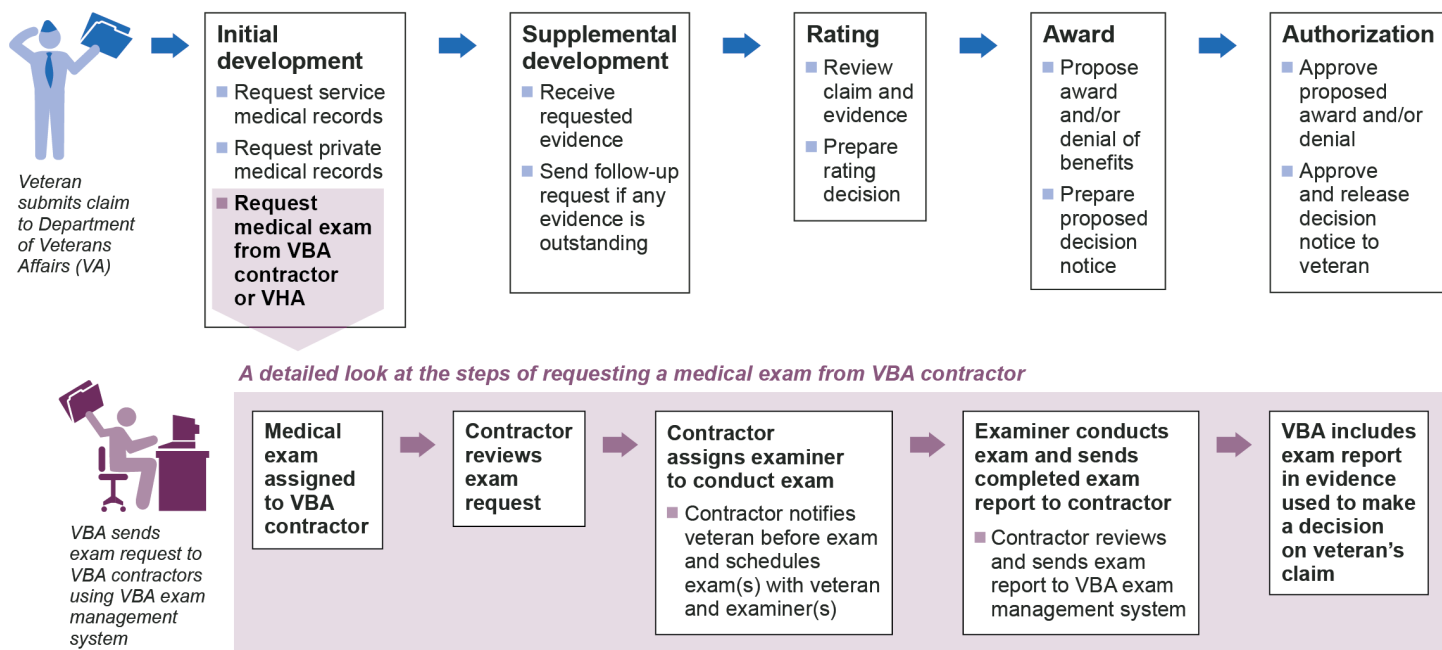 Veteran
submits claim
to Department
of Veterans
Affairs (VA)
Initial
development
Request service
medical records
Request private
medical records
Request
medical exam
from VBA
contractor
or VHA
Supplemental
development
Receive
requested
evidence
Send follow-up
request if any
evidence is
outstanding
Rating
Review
claim and
evidence
Prepare
rating
decision
Award
Propose
award
and/or
denial of
benefits
Prepare
proposed
decision
notice
Authorization
Approve
proposed
award and/or
denial
Approve
and release
decision
notice to
veteran
A detailed look at the steps of requesting a medical exam from VBA contractor
VBA sends
exam request to
VBA contractors
using VBA exam
management
system
Medical
exam
assigned
to VBA
contractor
Contractor
reviews
exam
request
Contractor
assigns examiner
to conduct exam
Contractor notifies
veteran before exam
and schedules
exam(s) with veteran
and examiner(s)
Examiner conducts
exam and sends
completed exam
report to contractor
Contractor reviews
and sends exam
report to VBA exam
management system
VBA includes
exam report
in evidence
used to make
a decision
on veteran's
claim